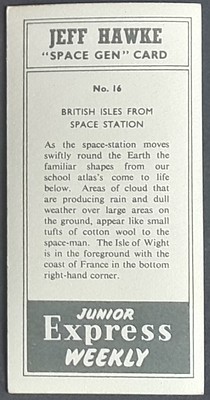 JEFF HAWKE
"SPACE GEN" CARD
No. 16
BRITISH ISLES FROM
SPACE STATION
As the space-station moves
swiftly round the Earth the
familiar shapes from our
school atlas's come to life
below. Areas of cloud that
are producing rain and dull
weather over large areas on
the ground, appear like small
tufts of cotton wool to the
space-man. The Isle of Wight
is in the foreground with the
coast of France in the bottom
right-hand corner.
JUNIOR
Express
WEEKLY